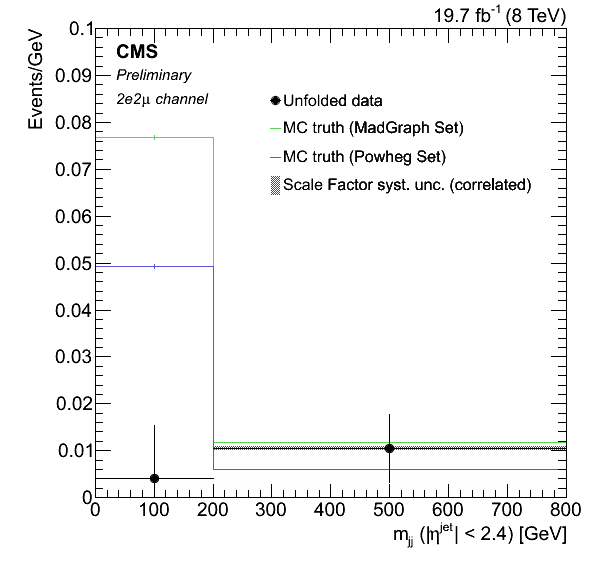 19.7 fb⁻¹ (8 TeV)
Events/GeV
CMS
Preliminary
2e2μ channel
Unfolded data
MC truth (MadGraph Set)
MC truth (Powheg Set)
Scale Factor syst. unc. (correlated)
0.1
0.09
0.08
0.07
0.06
0.05
0.04
0.03
0.02
0.01
0
0 100 200 300 400 500 600 700 800
m_jj (|η^jet| < 2.4) [GeV]